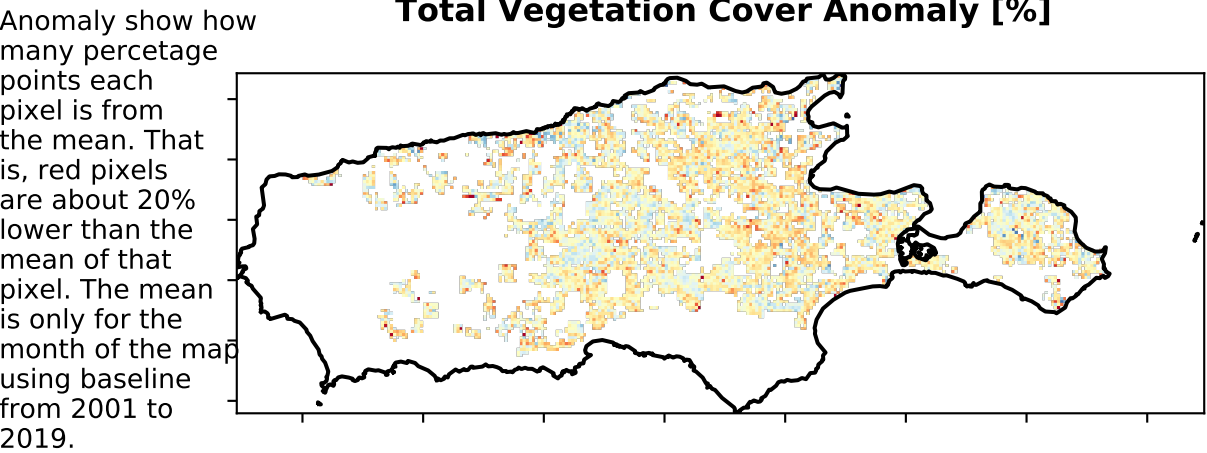 Total Vegetation Cover Anomaly [%]
Anomaly show how
many percetage
points each
pixel is from
the mean. That
is, red pixels
are about 20%
lower than the
mean of that
pixel. The mean
is only for the
month of the map
using baseline
from 2001 to
2019.